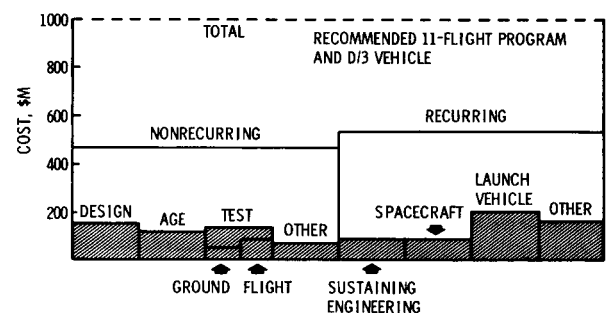 1000
TOTAL
RECOMMENDED 11-FLIGHT PROGRAM
AND D/3 VEHICLE
800
COST, $M
600
RECURRING
NONRECURRING
400
LAUNCH
VEHICLE
200
DESIGN
AGE
TEST
OTHER
SPACECRAFT
OTHER
GROUND
FLIGHT
SUSTAINING
ENGINEERING